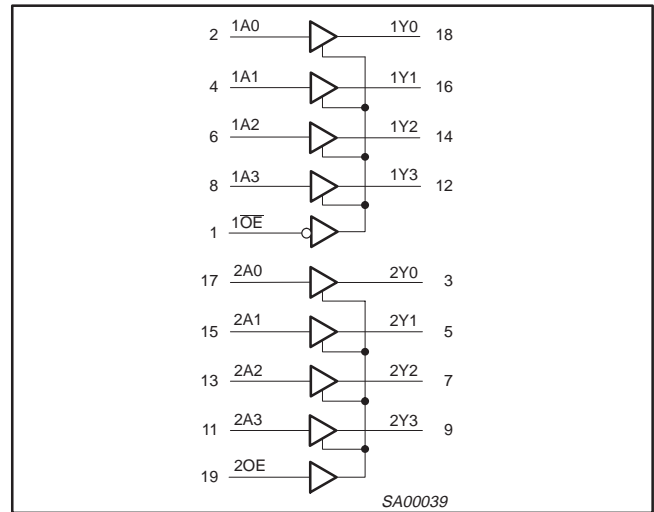 2 1A0 1Y0 18
4 1A1 1Y1 16
6 1A2 1Y2 14
8 1A3 1Y3 12
1 1O̅E̅
17 2A0 2Y0 3
15 2A1 2Y1 5
13 2A2 2Y2 7
11 2A3 2Y3 9
19 2OE
SA00039